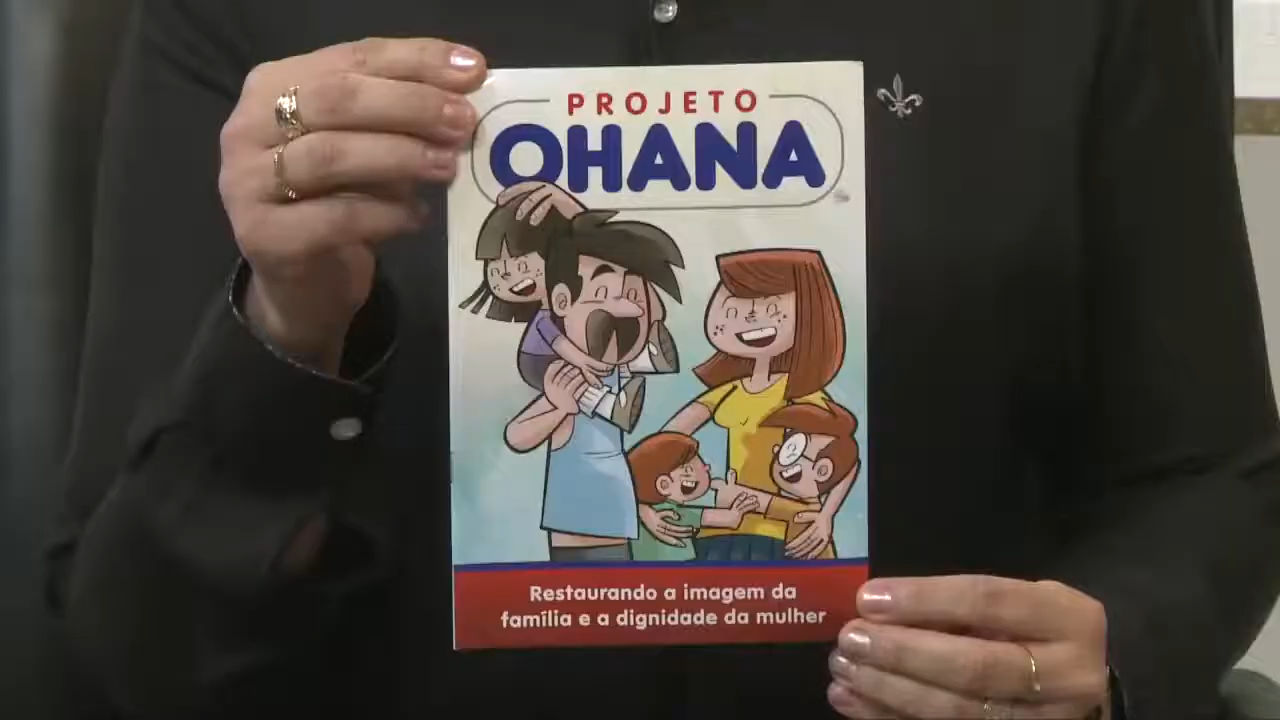 PROJETO
OHANA
Restaurando a imagem da
família e a dignidade da mulher